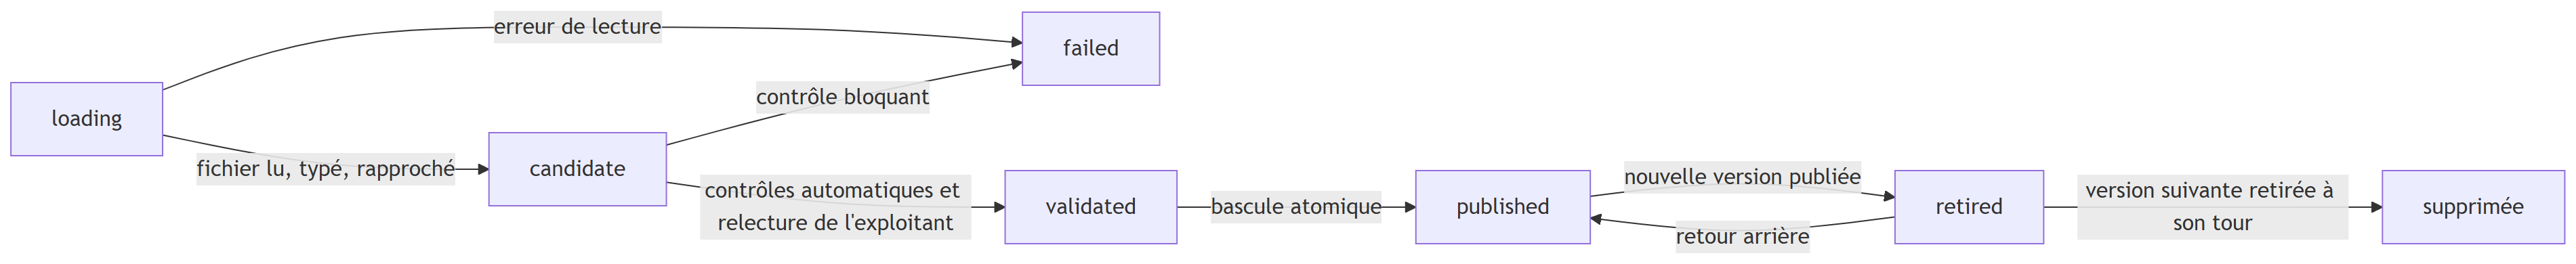 erreur de lecture
failed
loading
contrôle bloquant
fichier lu, typé, rapproché
candidate
contrôles automatiques et
relecture de l'exploitant
validated
bascule atomique
published
nouvelle version publiée
retour arrière
retired
version suivante retirée à
son tour
supprimée